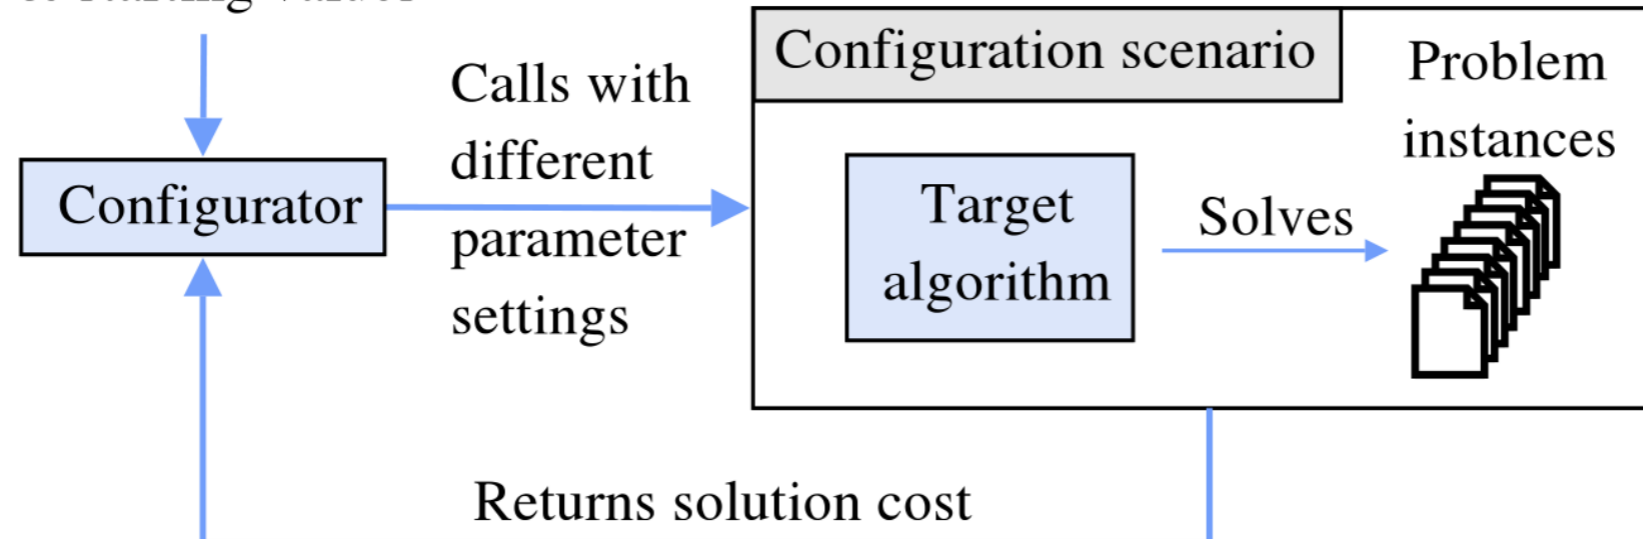 Configuration scenario
Problem
instances
Calls with
different
parameter
settings
Configurator
Target
algorithm
Solves
Returns solution cost